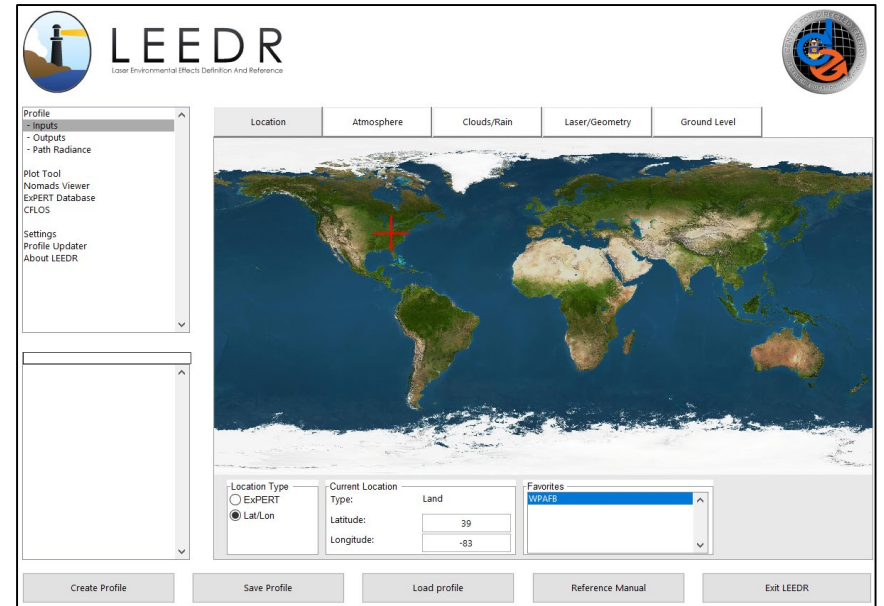 LEEDR
Laser Environmental Effects Definition And Reference
Profile
- Inputs
- Outputs
- Path Radiance
Plot Tool
Nomads Viewer
ExPERT Database
CFLOS
Settings
Profile Updater
About LEEDR
Location
Atmosphere
Clouds/Rain
Laser/Geometry
Ground Level
Location Type
ExPERT
Lat/Lon
Current Location
Type: Land
Latitude: 39
Longitude: -83
Favorites
WPAFB
Create Profile
Save Profile
Load profile
Reference Manual
Exit LEEDR